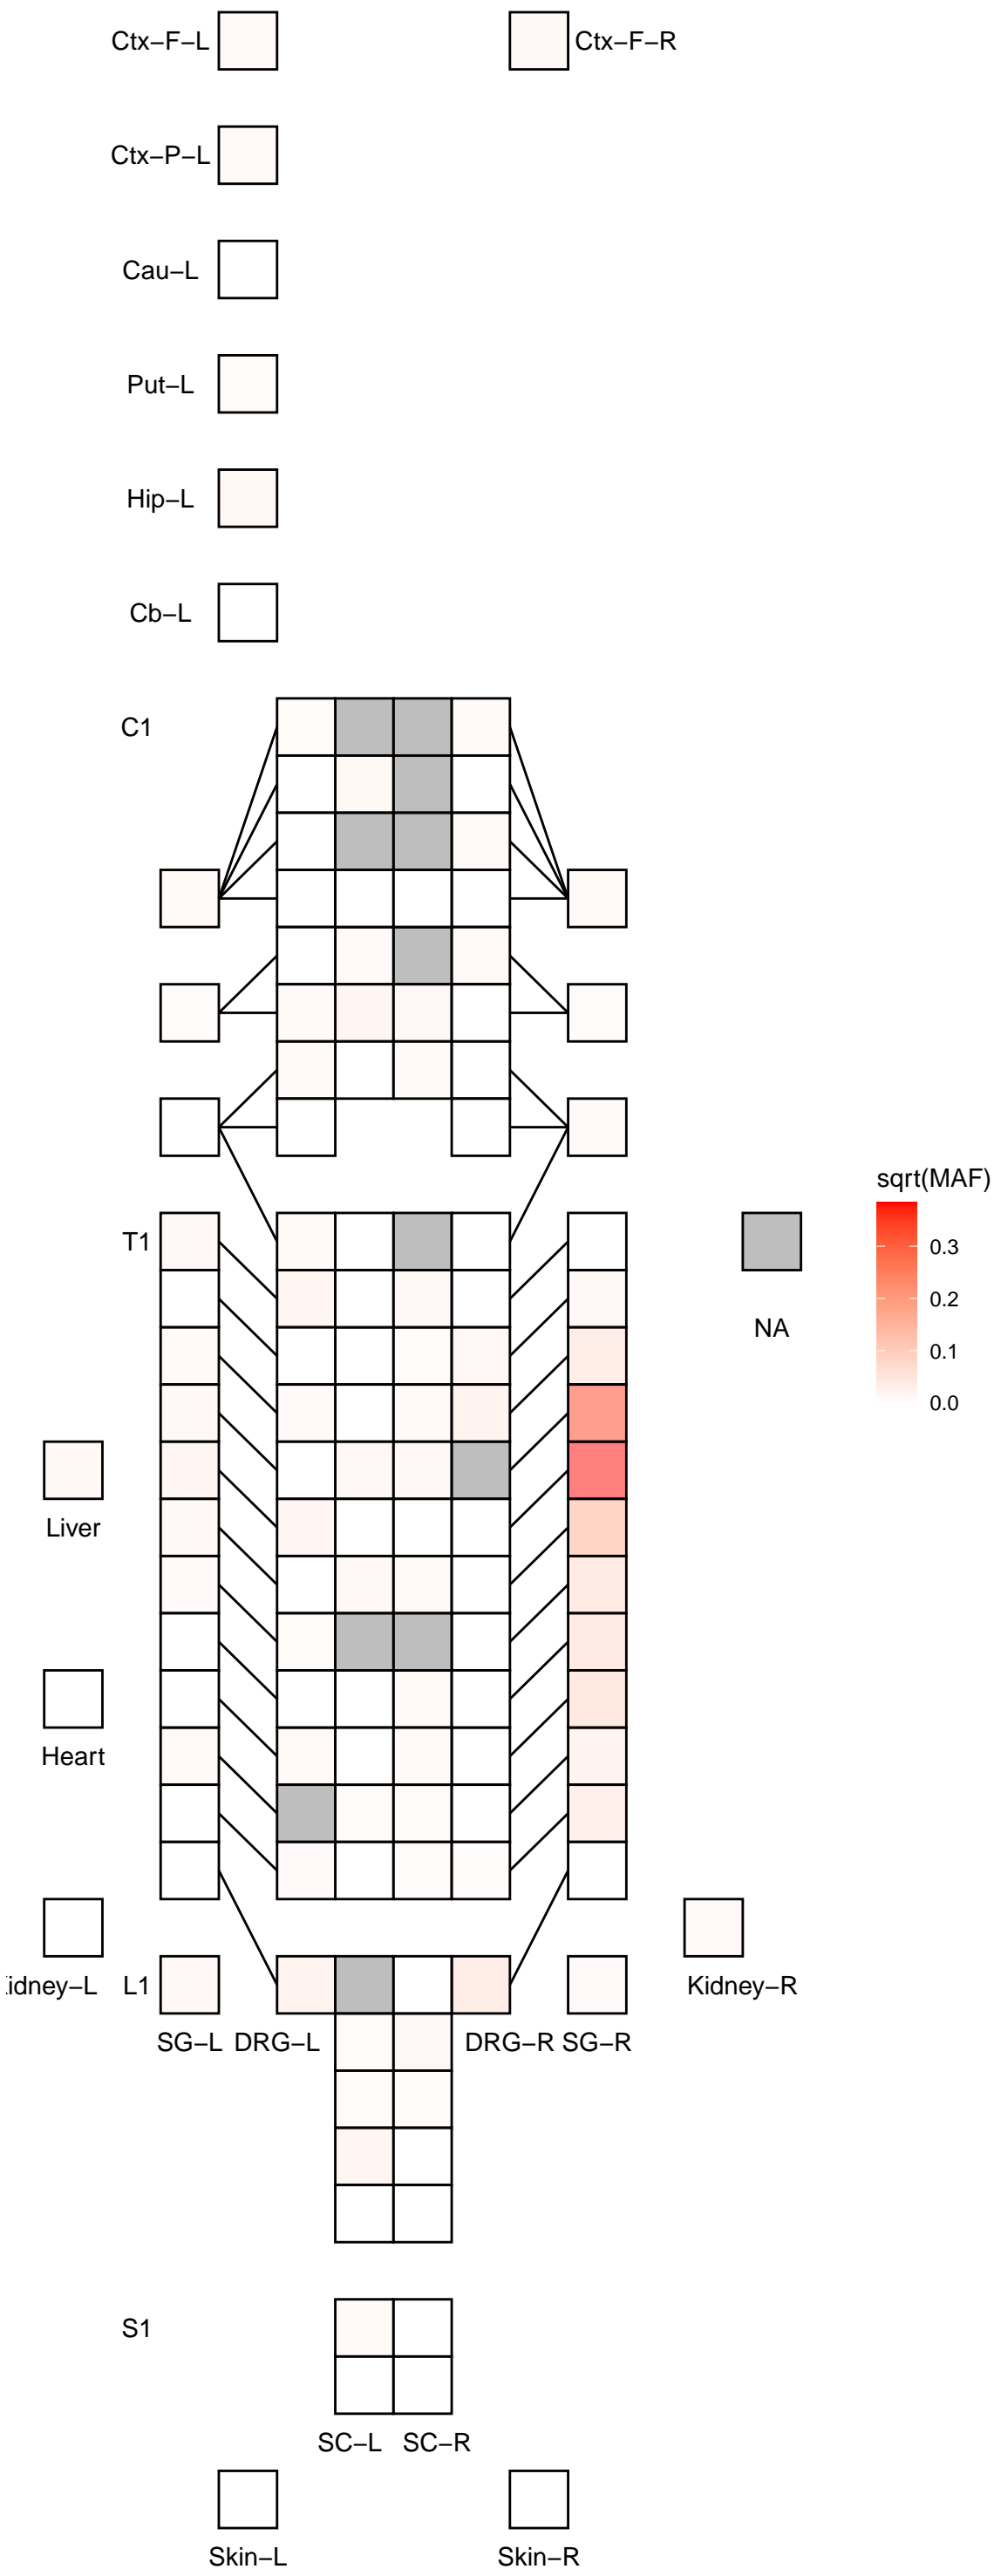 Ctx−F−L
Ctx−F−R
Ctx−P−L
Cau−L
Put−L
Hip−L
Cb−L
C1
T1
sqrt(MAF)
0.3
0.2
0.1
0.0
NA
Liver
Heart
idney−L
L1
Kidney−R
SG−L DRG−L
DRG−R SG−R
S1
SC−L SC−R
Skin−L
Skin−R